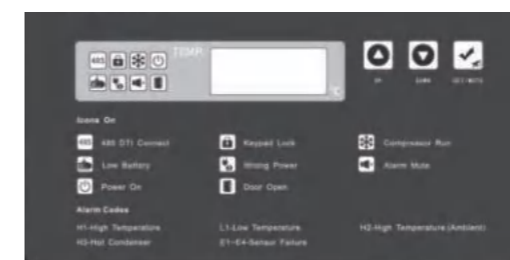 485 TEMP.
°C
UP DOWN SET/MUTE
Icons On
485 485 DTI Connect Keypad Lock Compressor Run
Low Battery Wrong Power Alarm Mute
Power On Door Open
Alarm Codes
H1-High Temperature L1-Low Temperature H2-High Temperature(Ambient)
H3-Hot Condenser E1~E4-Sensor Failure